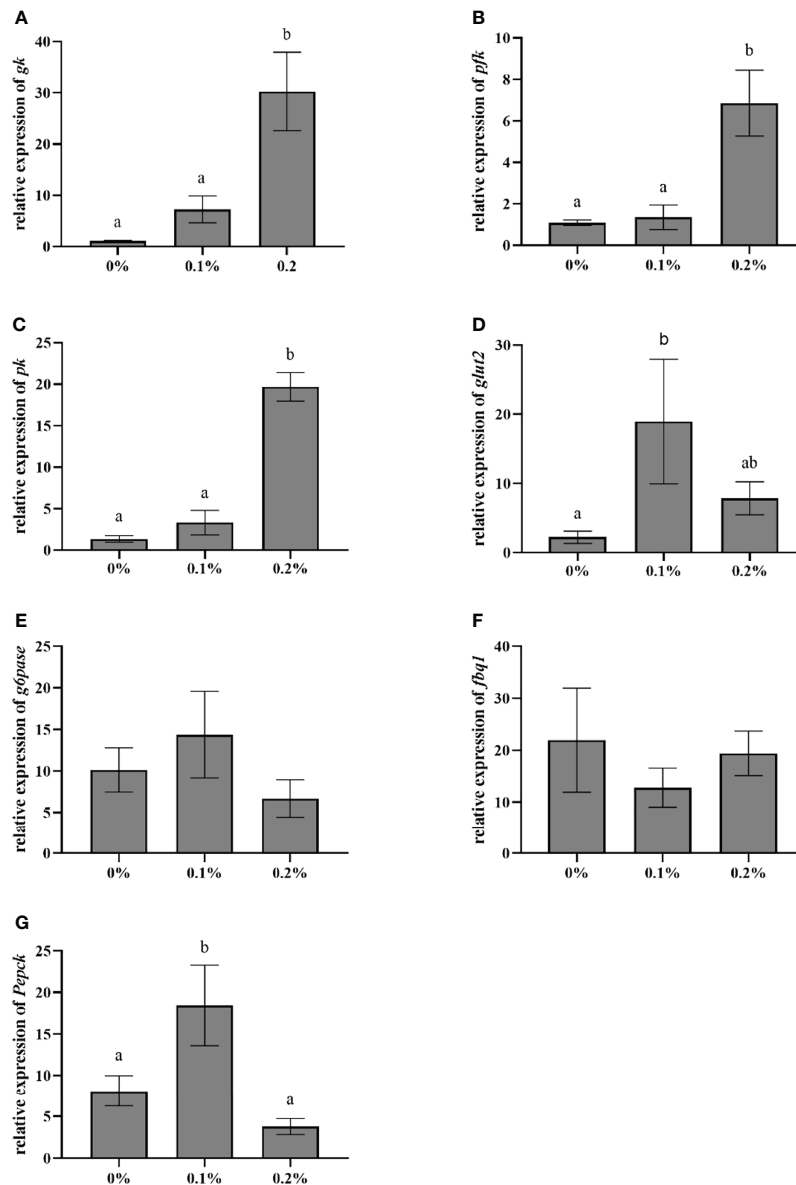 A
relative expression of gk
40
30
20
10
0
a
a
b
0%
0.1%
0.2
B
relative expression of pfk
10
8
6
4
2
0
a
a
b
0%
0.1%
0.2%
C
relative expression of pk
25
20
15
10
5
0
a
a
b
0%
0.1%
0.2%
D
relative expression of glut2
30
20
10
0
a
b
ab
0%
0.1%
0.2%
E
relative expression of g6pase
25
20
15
10
5
0
0%
0.1%
0.2%
F
relative expression of fbq1
40
30
20
10
0
0%
0.1%
0.2%
G
relative expression of Pepck
25
20
15
10
5
0
a
b
a
0%
0.1%
0.2%